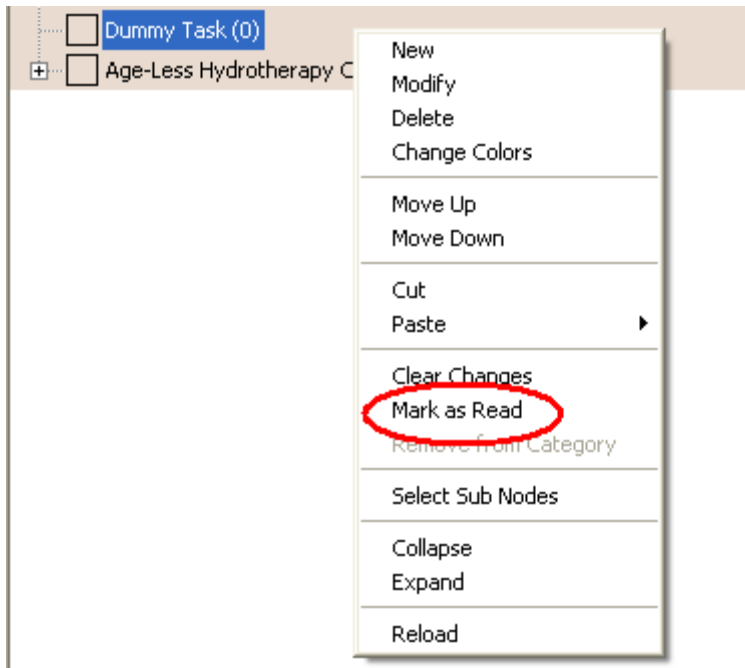 Dummy Task (0)
Age-Less Hydrotherapy C
New
Modify
Delete
Change Colors
Move Up
Move Down
Cut
Paste
Clear Changes
Mark as Read
Remove from Category
Select Sub Nodes
Collapse
Expand
Reload